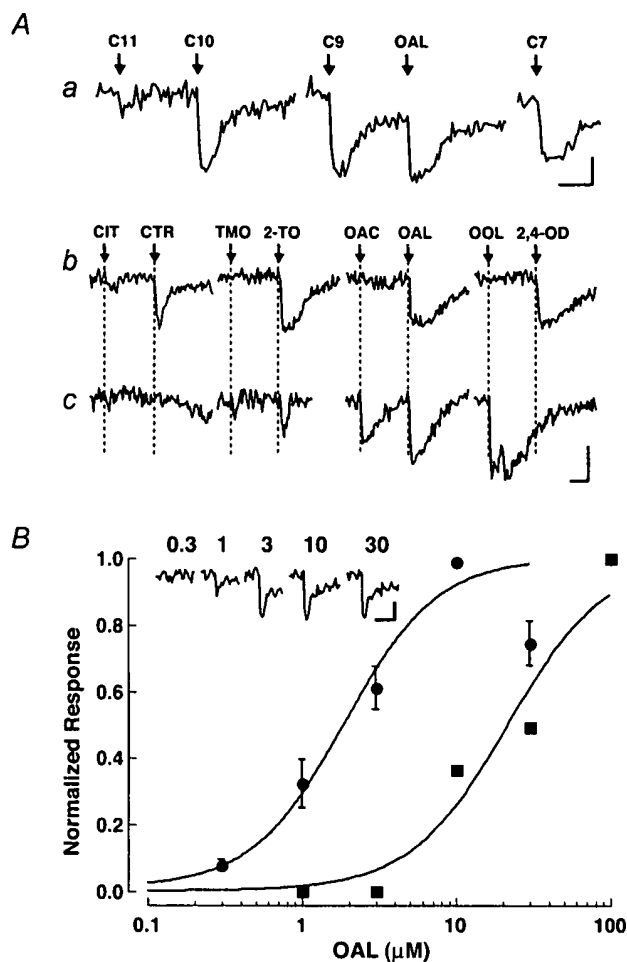 A
C11 C10 C9 OAL C7
a
CIT CTR TMO 2-TO OAC OAL OOL 2,4-OD
b
c
B
0.3 1 3 10 30
1.0
0.8
0.6
0.4
0.2
0.0
Normalized Response
0.1 1 10 100
OAL (μM)